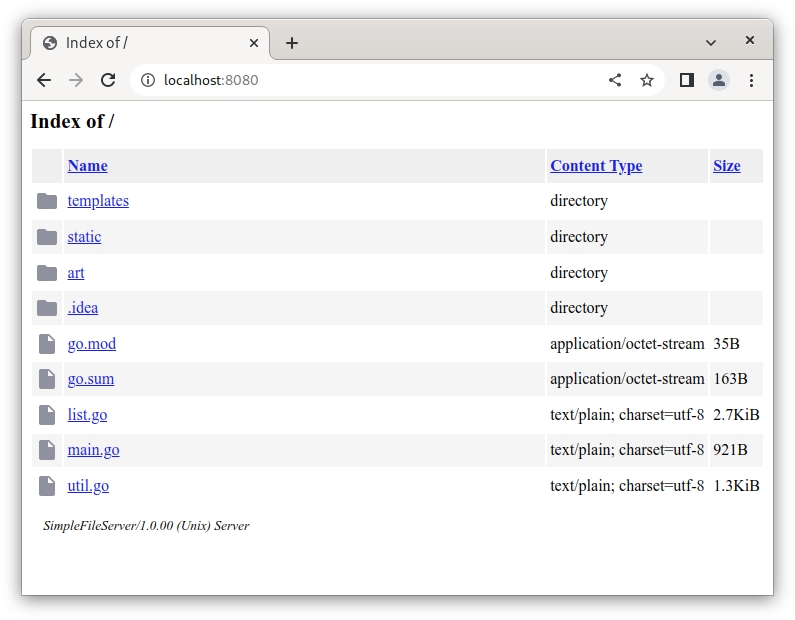 Index of /
localhost:8080
Index of /
Name Content Type Size
templates directory
static directory
art directory
.idea directory
go.mod application/octet-stream 35B
go.sum application/octet-stream 163B
list.go text/plain; charset=utf-8 2.7KiB
main.go text/plain; charset=utf-8 921B
util.go text/plain; charset=utf-8 1.3KiB
SimpleFileServer/1.0.00 (Unix) Server